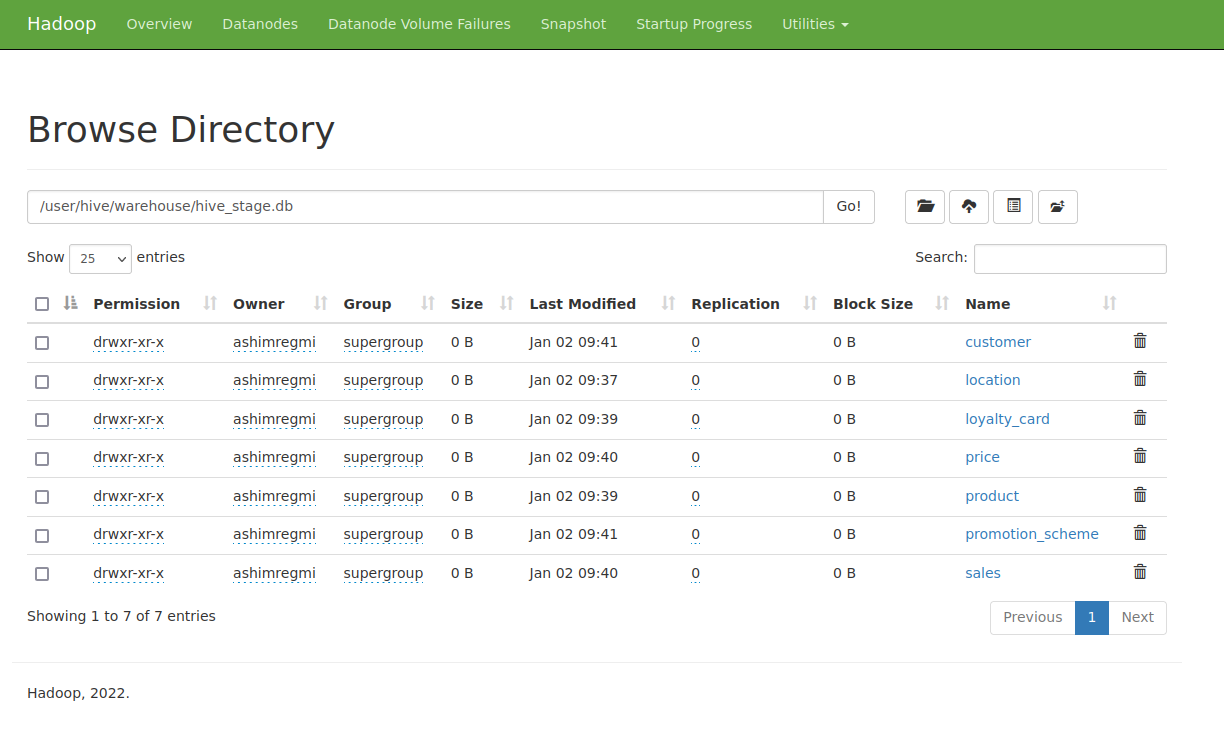 Hadoop Overview Datanodes Datanode Volume Failures Snapshot Startup Progress Utilities
Browse Directory
/user/hive/warehouse/hive_stage.db Go!
Show 25 entries Search:
Permission Owner Group Size Last Modified Replication Block Size Name
drwxr-xr-x ashimregmi supergroup 0 B Jan 02 09:41 0 0 B customer
drwxr-xr-x ashimregmi supergroup 0 B Jan 02 09:37 0 0 B location
drwxr-xr-x ashimregmi supergroup 0 B Jan 02 09:39 0 0 B loyalty_card
drwxr-xr-x ashimregmi supergroup 0 B Jan 02 09:40 0 0 B price
drwxr-xr-x ashimregmi supergroup 0 B Jan 02 09:39 0 0 B product
drwxr-xr-x ashimregmi supergroup 0 B Jan 02 09:41 0 0 B promotion_scheme
drwxr-xr-x ashimregmi supergroup 0 B Jan 02 09:40 0 0 B sales
Showing 1 to 7 of 7 entries Previous 1 Next
Hadoop, 2022.